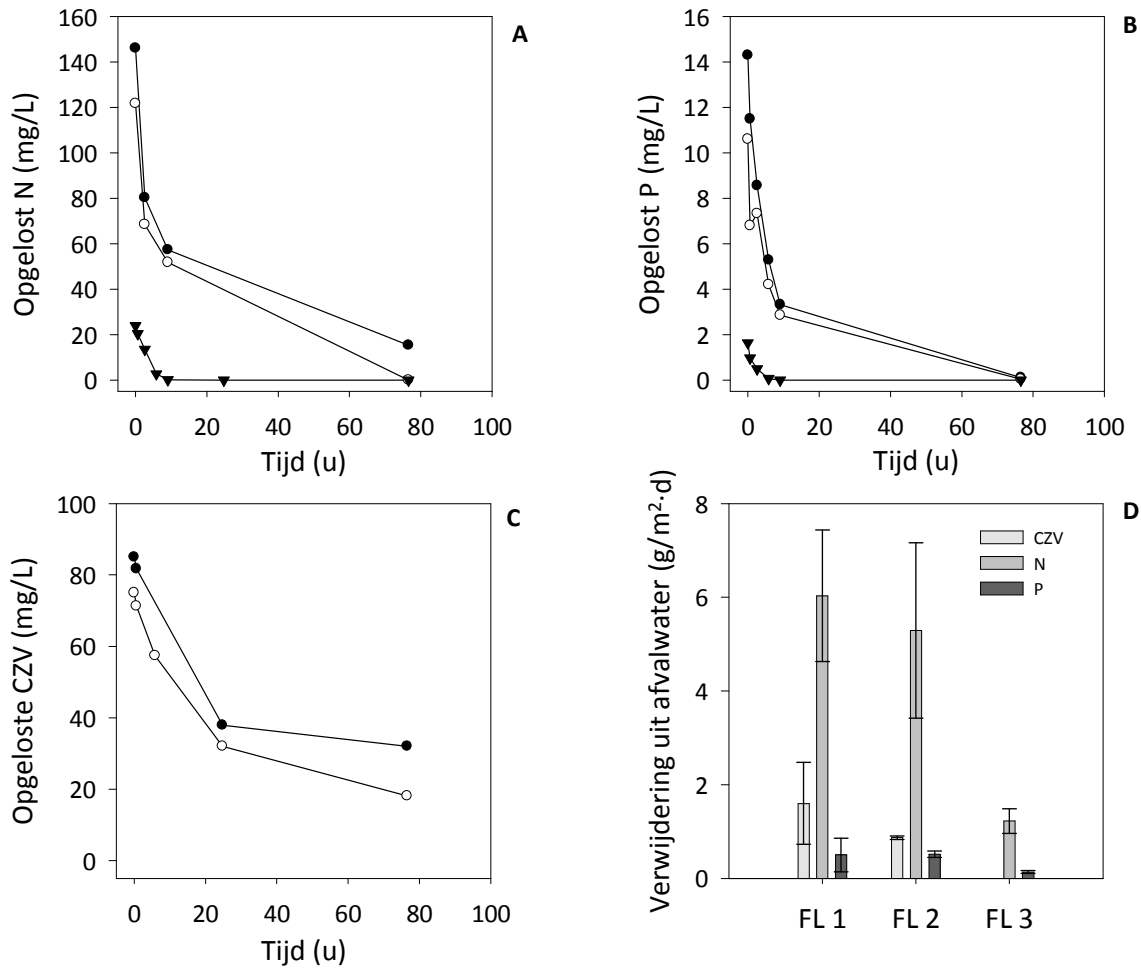 A
Opgelost N (mg/L)
160
140
120
100
80
60
40
20
0
0 20 40 60 80 100
Tijd (u)
B
Opgelost P (mg/L)
16
14
12
10
8
6
4
2
0
0 20 40 60 80 100
Tijd (u)
C
Opgeloste CZV (mg/L)
100
80
60
40
20
0
0 20 40 60 80 100
Tijd (u)
D
Verwijdering uit afvalwater (g/m²·d)
8
6
4
2
0
CZV
N
P
FL 1 FL 2 FL 3